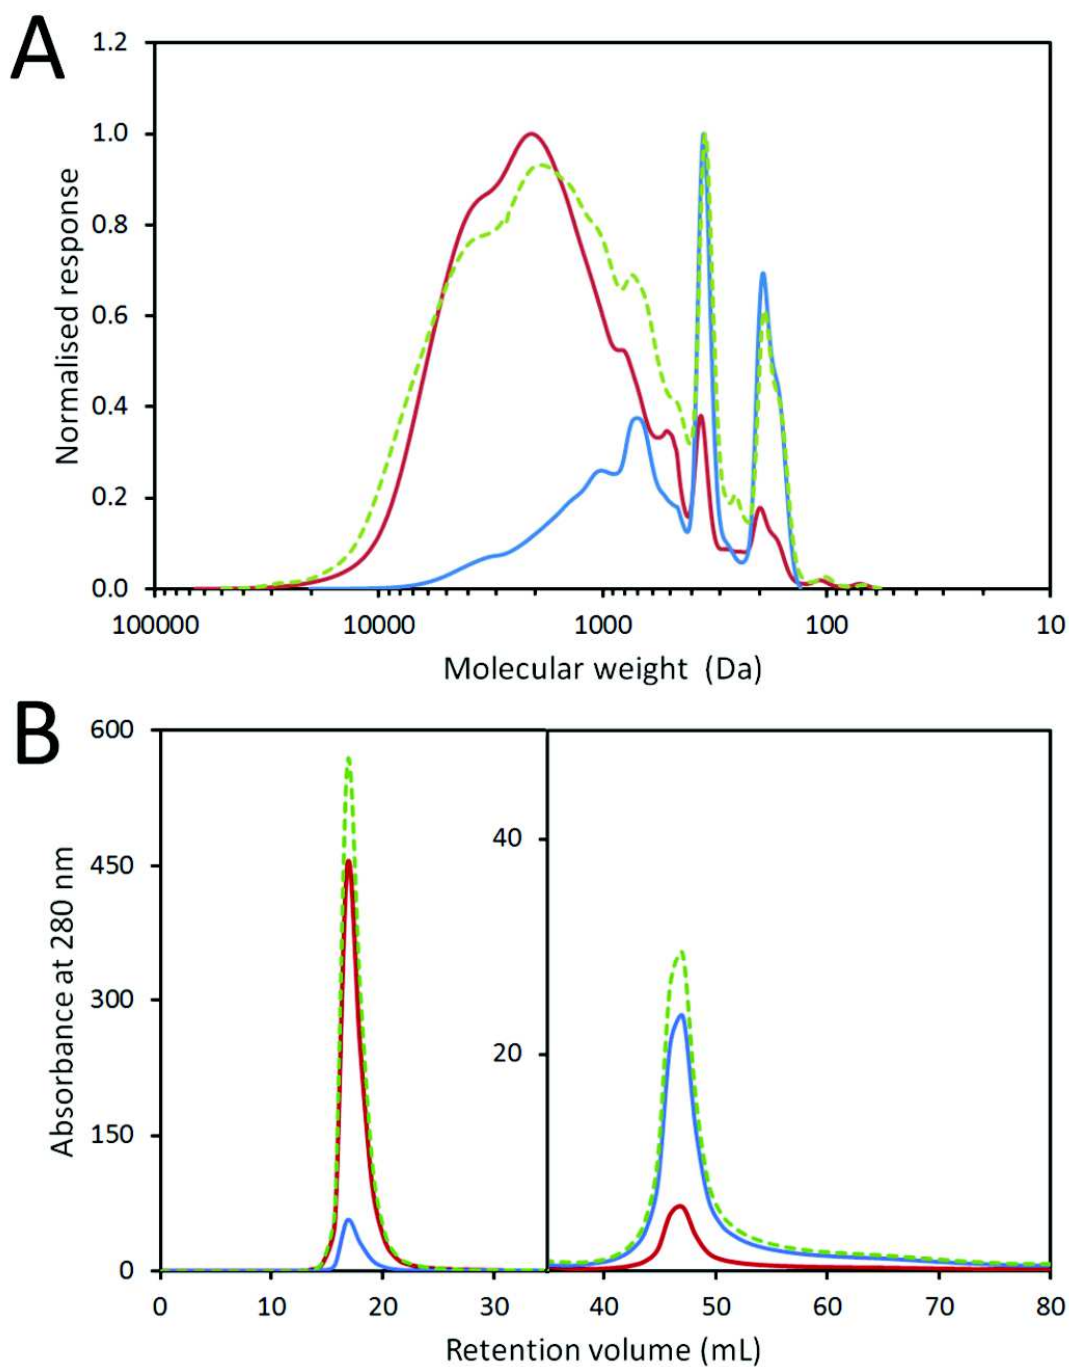 A
1.2
1.0
0.8
0.6
0.4
0.2
0.0
Normalised response
100000 10000 1000 100 10
Molecular weight (Da)
B
600
450
300
150
0
Absorbance at 280 nm
40
20
0 10 20 30 40 50 60 70 80
Retention volume (mL)